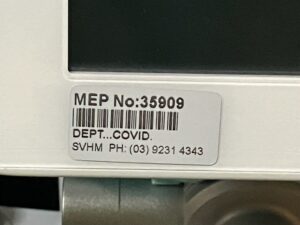 MEP No:35909
DEPT...COVID.
SVHM PH: (03) 9231 4343